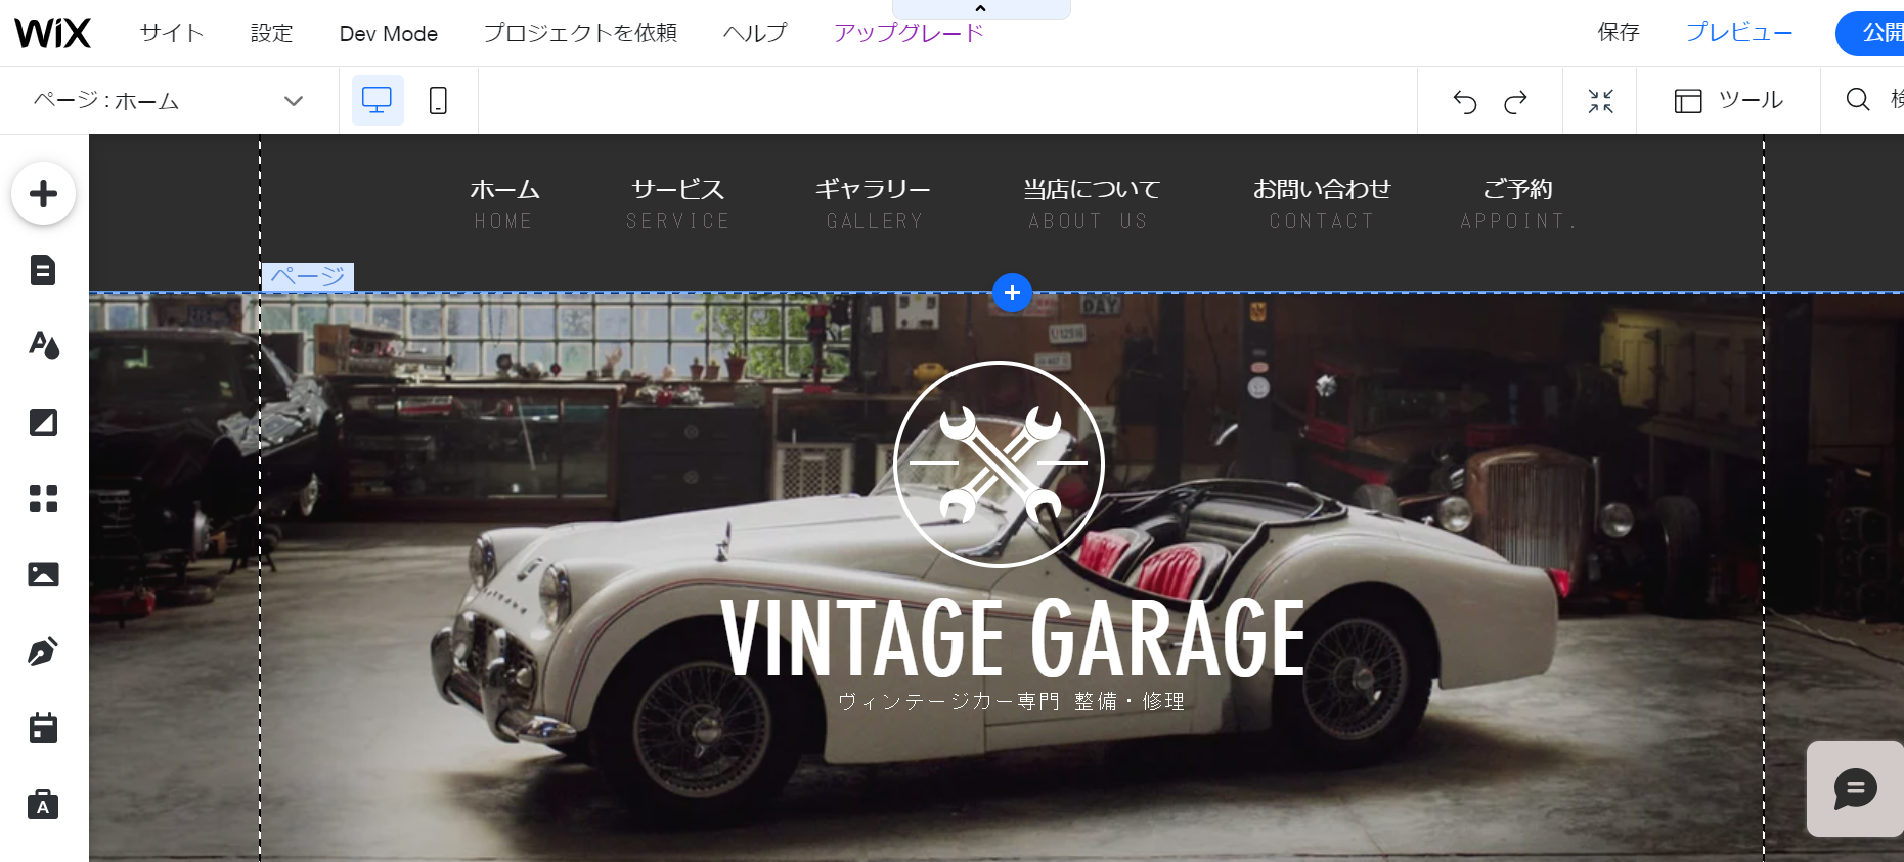 WiX サイト 設定 Dev Mode プロジェクトを依頼 ヘルプ アップグレード 保存 プレビュー 公開
ページ : ホーム ツール 検
ホーム サービス ギャラリー 当店について お問い合わせ ご予約
HOME SERVICE GALLERY ABOUT US CONTACT APPOINT.
ページ
DAY
VINTAGE GARAGE
ヴィンテージカー専門 整備・修理